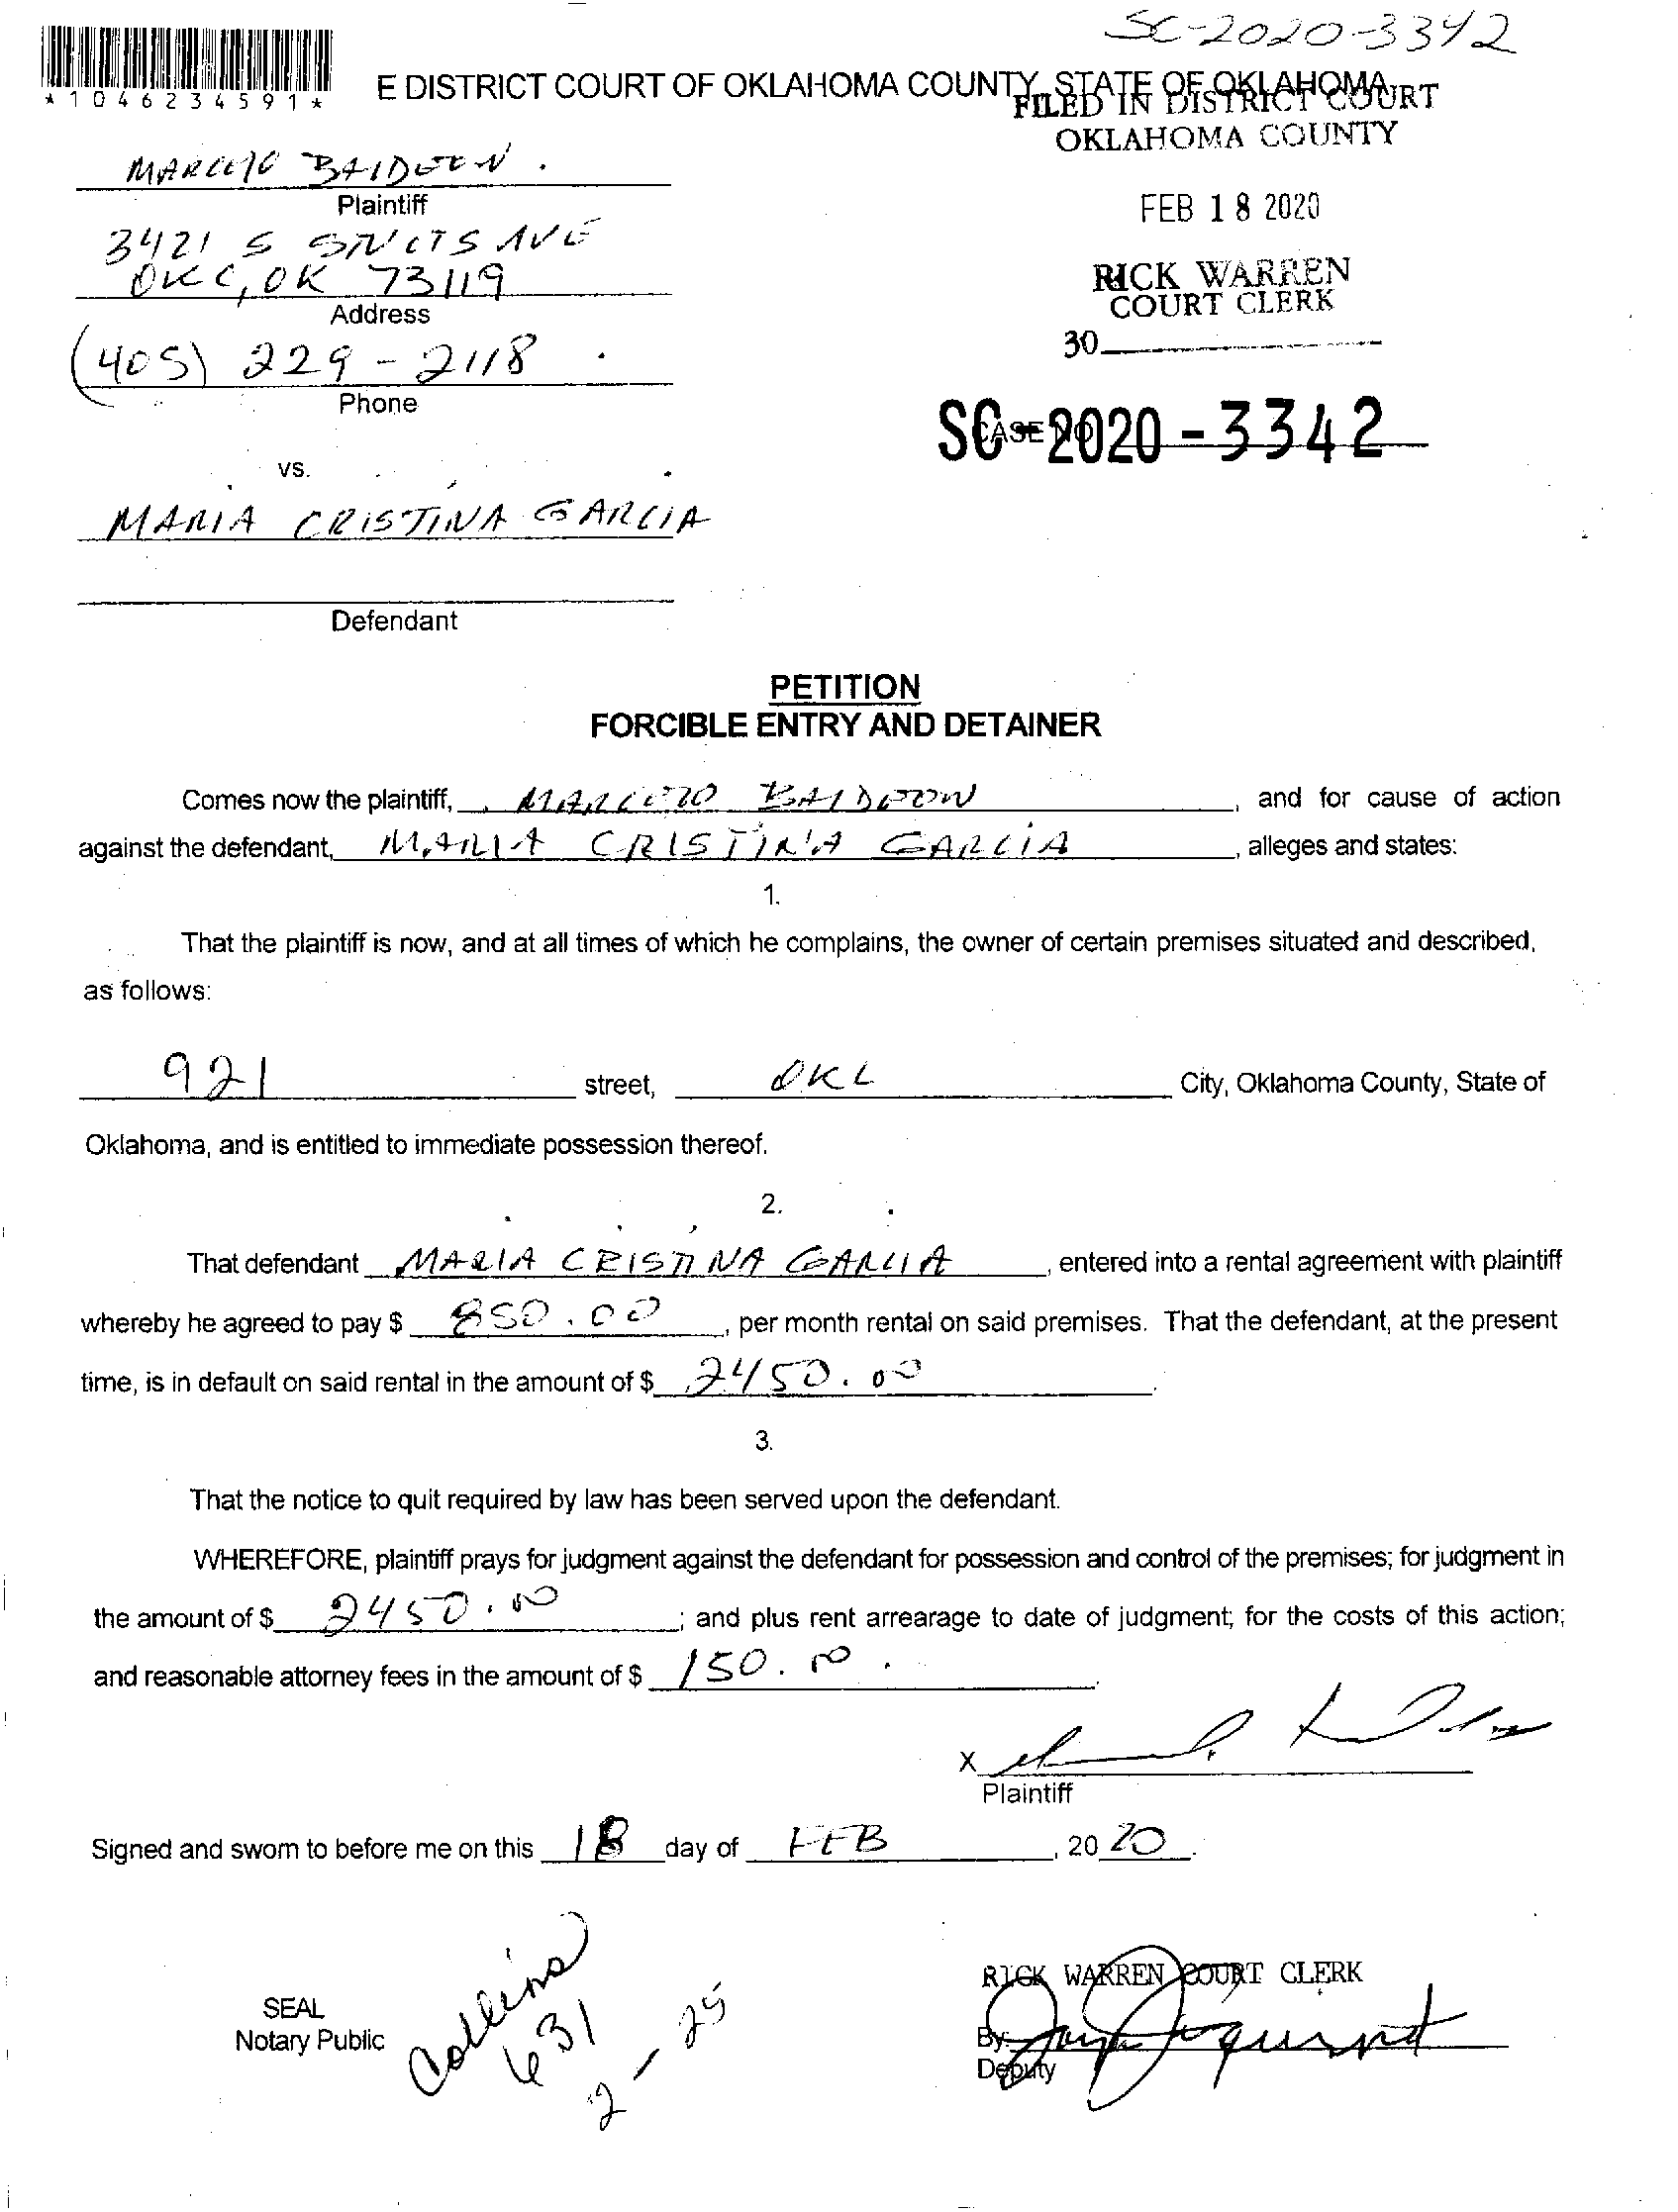 SC-2020-3342
*1046234591*
E DISTRICT COURT OF OKLAHOMA COUNTY, STATE OF OKLAHOMA
FILED IN DISTRICT COURT
OKLAHOMA COUNTY
FEB 18 2020
RICK WARREN
COURT CLERK
30
BALDEON
Plaintiff
3421 S AVE
OKC, OK 73119
Address
(405) 229-2118
Phone
CASE NO
SC-2020-3342
vs.
MARIA CRISTINA GARCIA
Defendant
PETITION
FORCIBLE ENTRY AND DETAINER
Comes now the plaintiff, BALDEON, and for cause of action
against the defendant, MARIA CRISTINA GARCIA, alleges and states:
1.
That the plaintiff is now, and at all times of which he complains, the owner of certain premises situated and described,
as follows:
921 street, City, Oklahoma County, State of
Oklahoma, and is entitled to immediate possession thereof.
2.
That defendant MARIA CRISTINA GARCIA, entered into a rental agreement with plaintiff
whereby he agreed to pay $ 850.00, per month rental on said premises. That the defendant, at the present
time, is in default on said rental in the amount of $ 2450.00.
3.
That the notice to quit required by law has been served upon the defendant.
WHEREFORE, plaintiff prays for judgment against the defendant for possession and control of the premises; for judgment in
the amount of $ 2450.00; and plus rent arrearage to date of judgment; for the costs of this action;
and reasonable attorney fees in the amount of $ 150.00.
X
Plaintiff
Signed and sworn to before me on this 18 day of FEB, 2020.
SEAL
Notary Public
Collins
631
2-25
RICK WARREN COURT CLERK
By:
Deputy